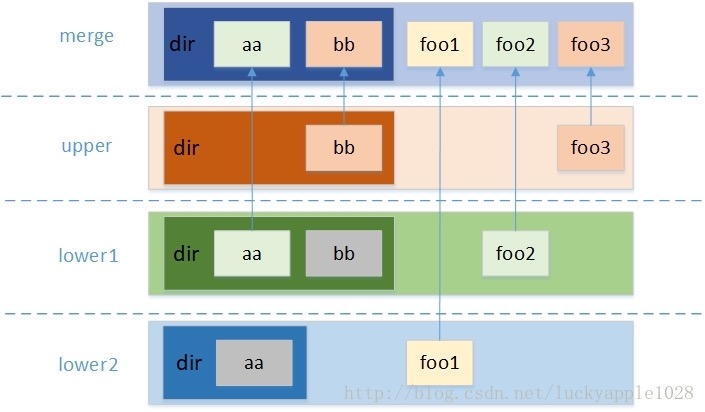 merge dir aa bb foo1 foo2 foo3
upper dir bb foo3
lower1 dir aa bb foo2
lower2 dir aa foo1
http://blog.csdn.net/luckyapple1028